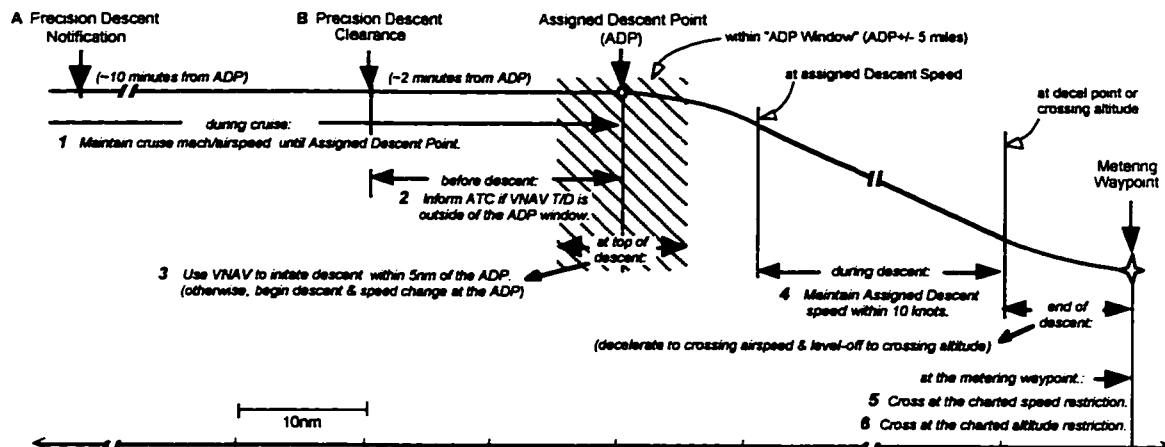 A Precision Descent
Notification
B Precision Descent
Clearance
Assigned Descent Point
(ADP)
within "ADP Window" (ADP+/- 5 miles)
at assigned Descent Speed
at decel point or
crossing altitude
Metering
Waypoint
(~10 minutes from ADP)
(~2 minutes from ADP)
during cruise:
1 Maintain cruise mach/airspeed until Assigned Descent Point.
before descent:
2 Inform ATC if VNAV T/D is
outside of the ADP window.
at top of
descent:
3 Use VNAV to initate descent within 5nm of the ADP.
(otherwise, begin descent & speed change at the ADP)
during descent:
4 Maintain Assigned Descent
speed within 10 knots.
end of
descent:
(decelerate to crossing airspeed & level-off to crossing altitude)
at the metering waypoint.:
5 Cross at the charted speed restriction.
6 Cross at the charted altitude restriction.
10nm